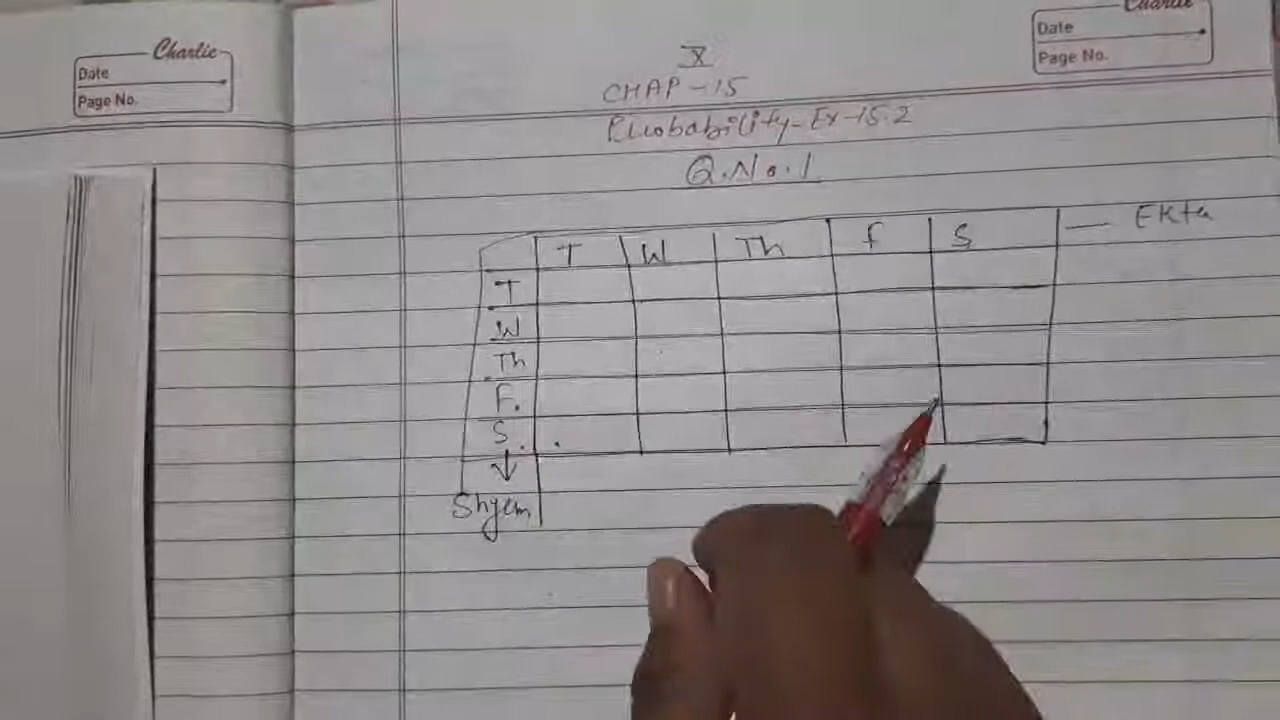 Charlie
Date
Page No.
Charlie
Date
Page No.
X
CHAP-15
Probability-Ex-15.2
Q.No.1
T W Th F S — Ekta
T
W
Th
F.
S.
↓
Shyam